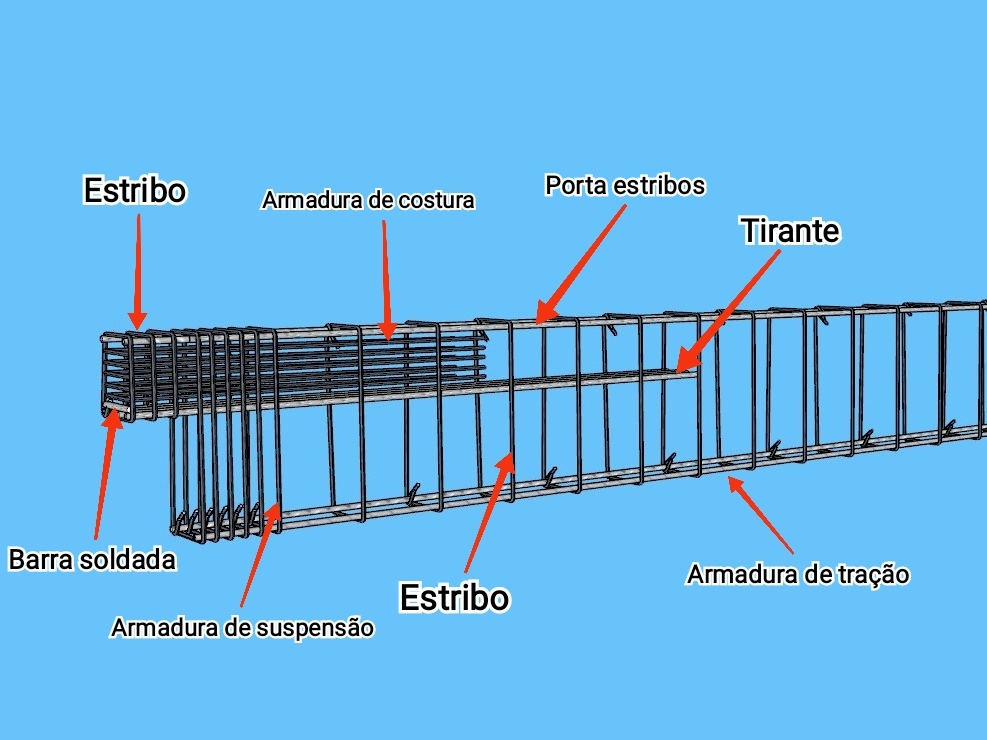 Estribo
Armadura de costura
Porta estribos
Tirante
Barra soldada
Armadura de suspensão
Estribo
Armadura de tração